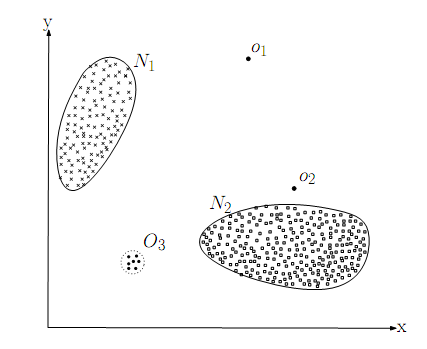 y
N₁
o₁
o₂
N₂
O₃
x